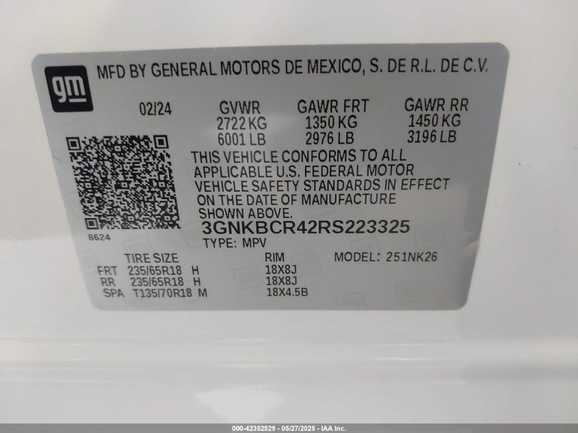 gm
MFD BY GENERAL MOTORS DE MEXICO, S. DE R.L. DE C.V.
02/24 GVWR GAWR FRT GAWR RR
2722 KG 1350 KG 1450 KG
6001 LB 2976 LB 3196 LB
THIS VEHICLE CONFORMS TO ALL
APPLICABLE U.S. FEDERAL MOTOR
VEHICLE SAFETY STANDARDS IN EFFECT
ON THE DATE OF MANUFACTURE
SHOWN ABOVE.
3GNKBCR42RS223325
8624
TYPE: MPV
TIRE SIZE RIM MODEL: 251NK26
FRT 235/65R18 H 18X8J
RR 235/65R18 H 18X8J
SPA T135/70R18 M 18X4.5B
000-42352529 - 05/27/2025 - IAA Inc.